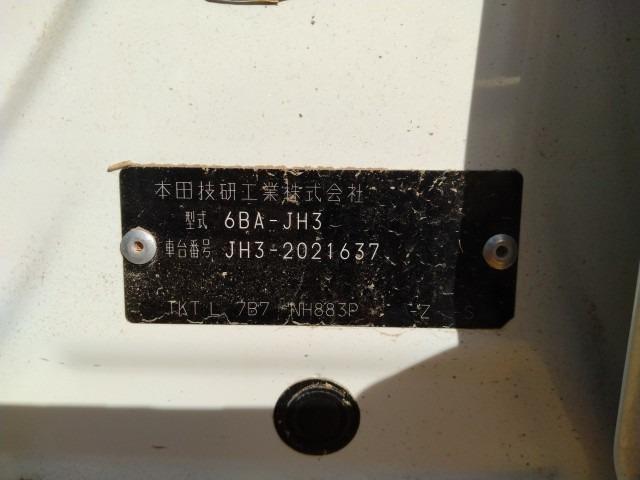 本田技研工業株式会社
型式 6BA-JH3
車台番号 JH3-2021637
TKT L 7B7 NH883P -Z S